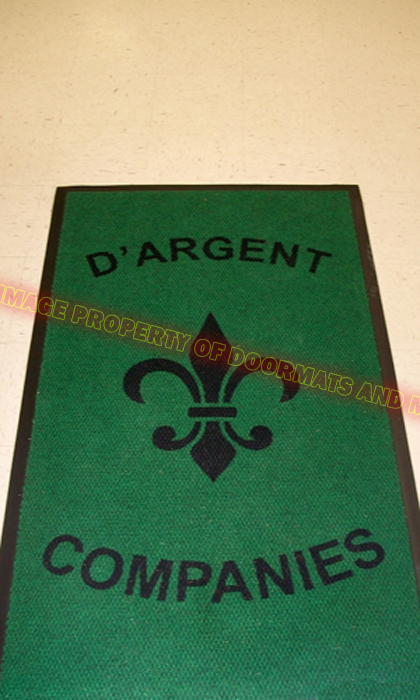 D'ARGENT
IMAGE PROPERTY OF DOORMATS AND
COMPANIES